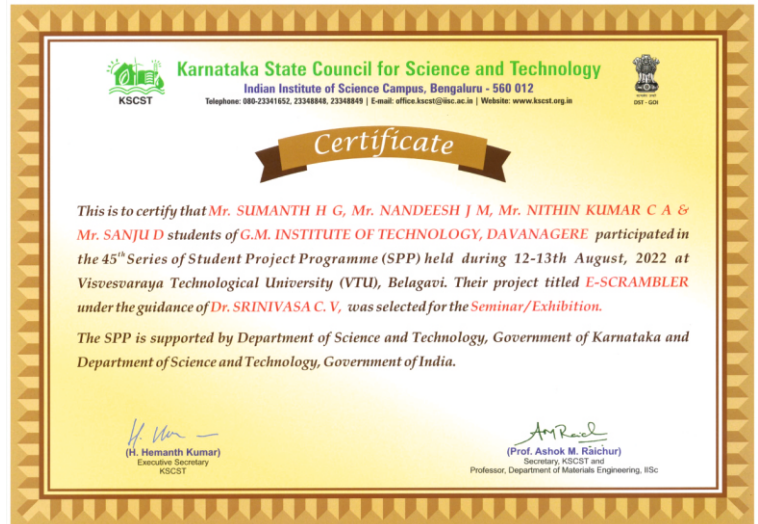 Karnataka State Council for Science and Technology
Indian Institute of Science Campus, Bengaluru - 560 012
Telephone: 080-23341652, 23348848, 23348849 | E-mail: office.kscst@iisc.ac.in | Website: www.kscst.org.in
KSCST
DST - GOI
Certificate
This is to certify that Mr. SUMANTH H G, Mr. NANDEESH J M, Mr. NITHIN KUMAR C A &
Mr. SANJU D students of G.M. INSTITUTE OF TECHNOLOGY, DAVANAGERE participated in
the 45th Series of Student Project Programme (SPP) held during 12-13th August, 2022 at
Visvesvaraya Technological University (VTU), Belagavi. Their project titled E-SCRAMBLER
under the guidance of Dr. SRINIVASA C. V, was selected for the Seminar/Exhibition.
The SPP is supported by Department of Science and Technology, Government of Karnataka and
Department of Science and Technology, Government of India.
(H. Hemanth Kumar)
Executive Secretary
KSCST
(Prof. Ashok M. Raichur)
Secretary, KSCST and
Professor, Department of Materials Engineering, IISc